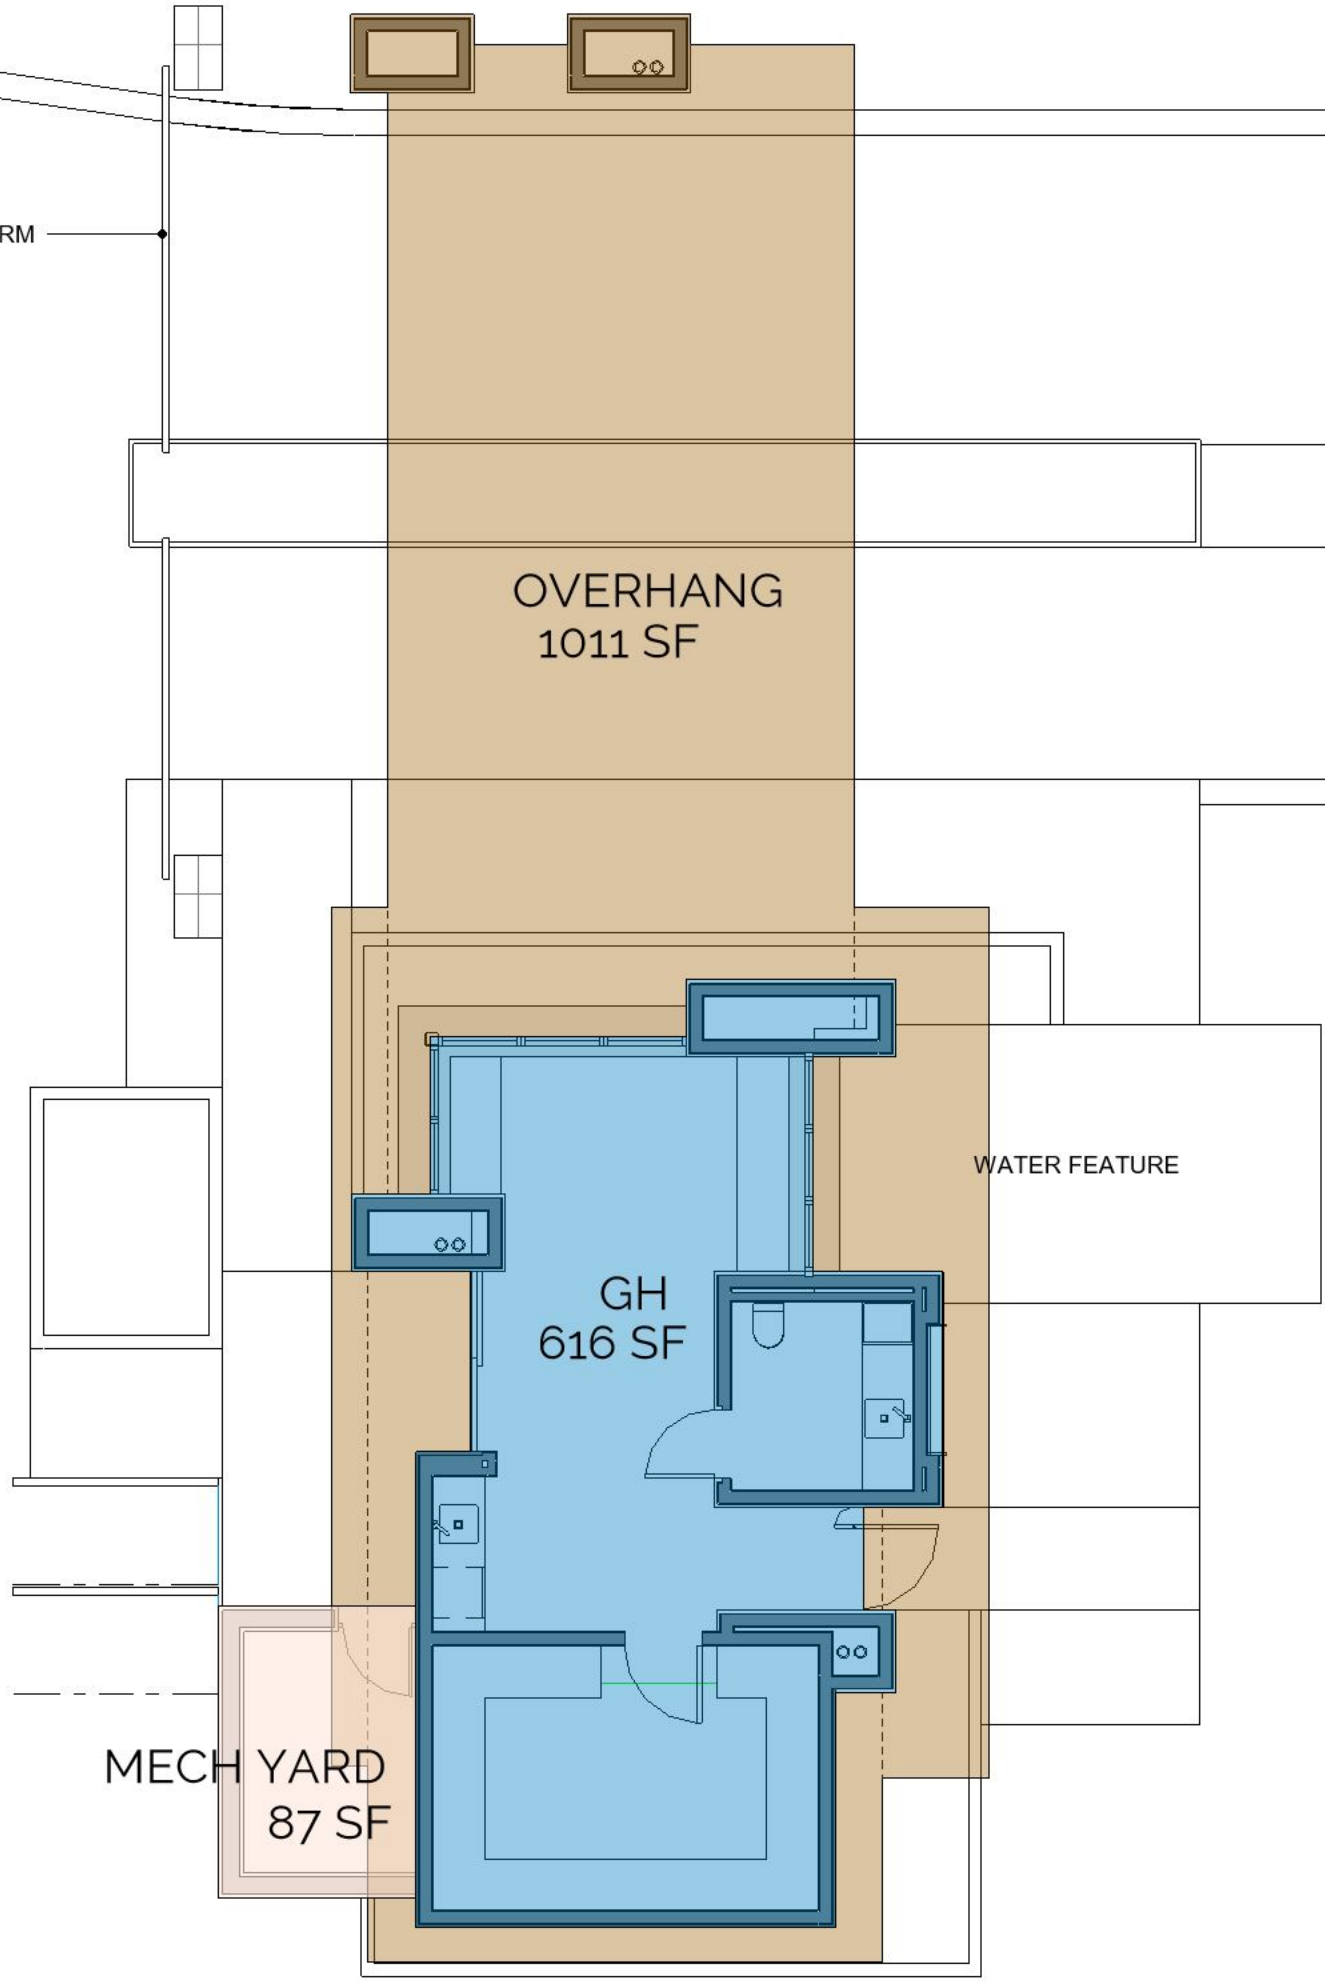 RM
OVERHANG
1011 SF
WATER FEATURE
GH
616 SF
MECH YARD
87 SF